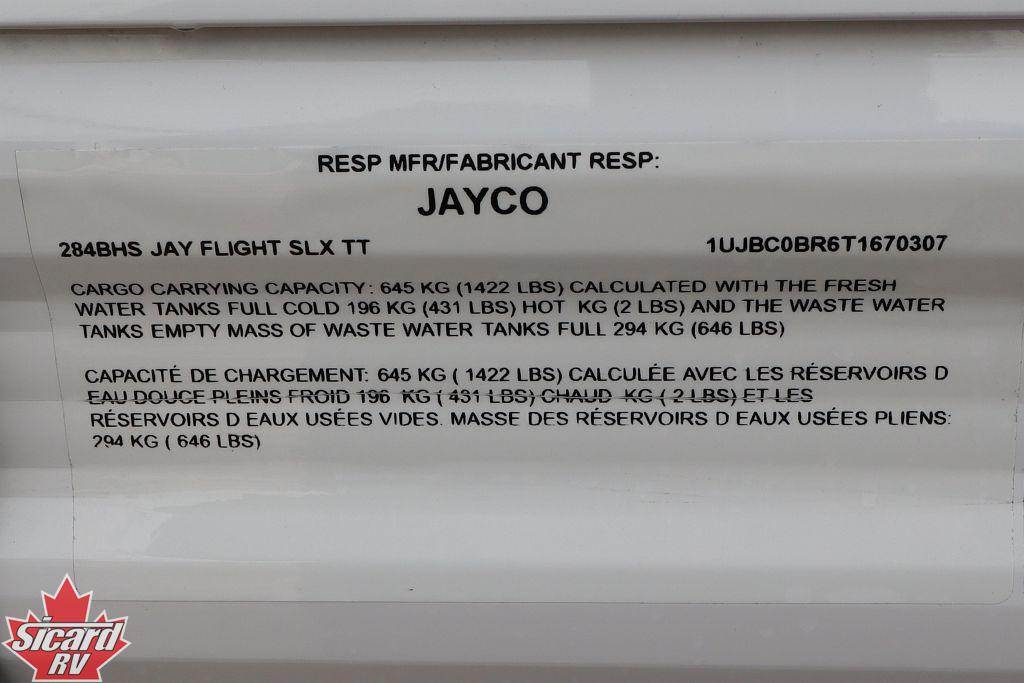 RESP MFR/FABRICANT RESP:
JAYCO
284BHS JAY FLIGHT SLX TT 1UJBC0BR6T1670307
CARGO CARRYING CAPACITY: 645 KG (1422 LBS) CALCULATED WITH THE FRESH
WATER TANKS FULL COLD 196 KG (431 LBS) HOT KG (2 LBS) AND THE WASTE WATER
TANKS EMPTY MASS OF WASTE WATER TANKS FULL 294 KG (646 LBS)
CAPACITÉ DE CHARGEMENT: 645 KG ( 1422 LBS) CALCULÉE AVEC LES RÉSERVOIRS D
EAU DOUCE PLEINS FROID 196 KG ( 431 LBS) CHAUD KG ( 2 LBS) ET LES
RÉSERVOIRS D EAUX USÉES VIDES. MASSE DES RÉSERVOIRS D EAUX USÉES PLIENS:
294 KG ( 646 LBS)
Sicard
RV